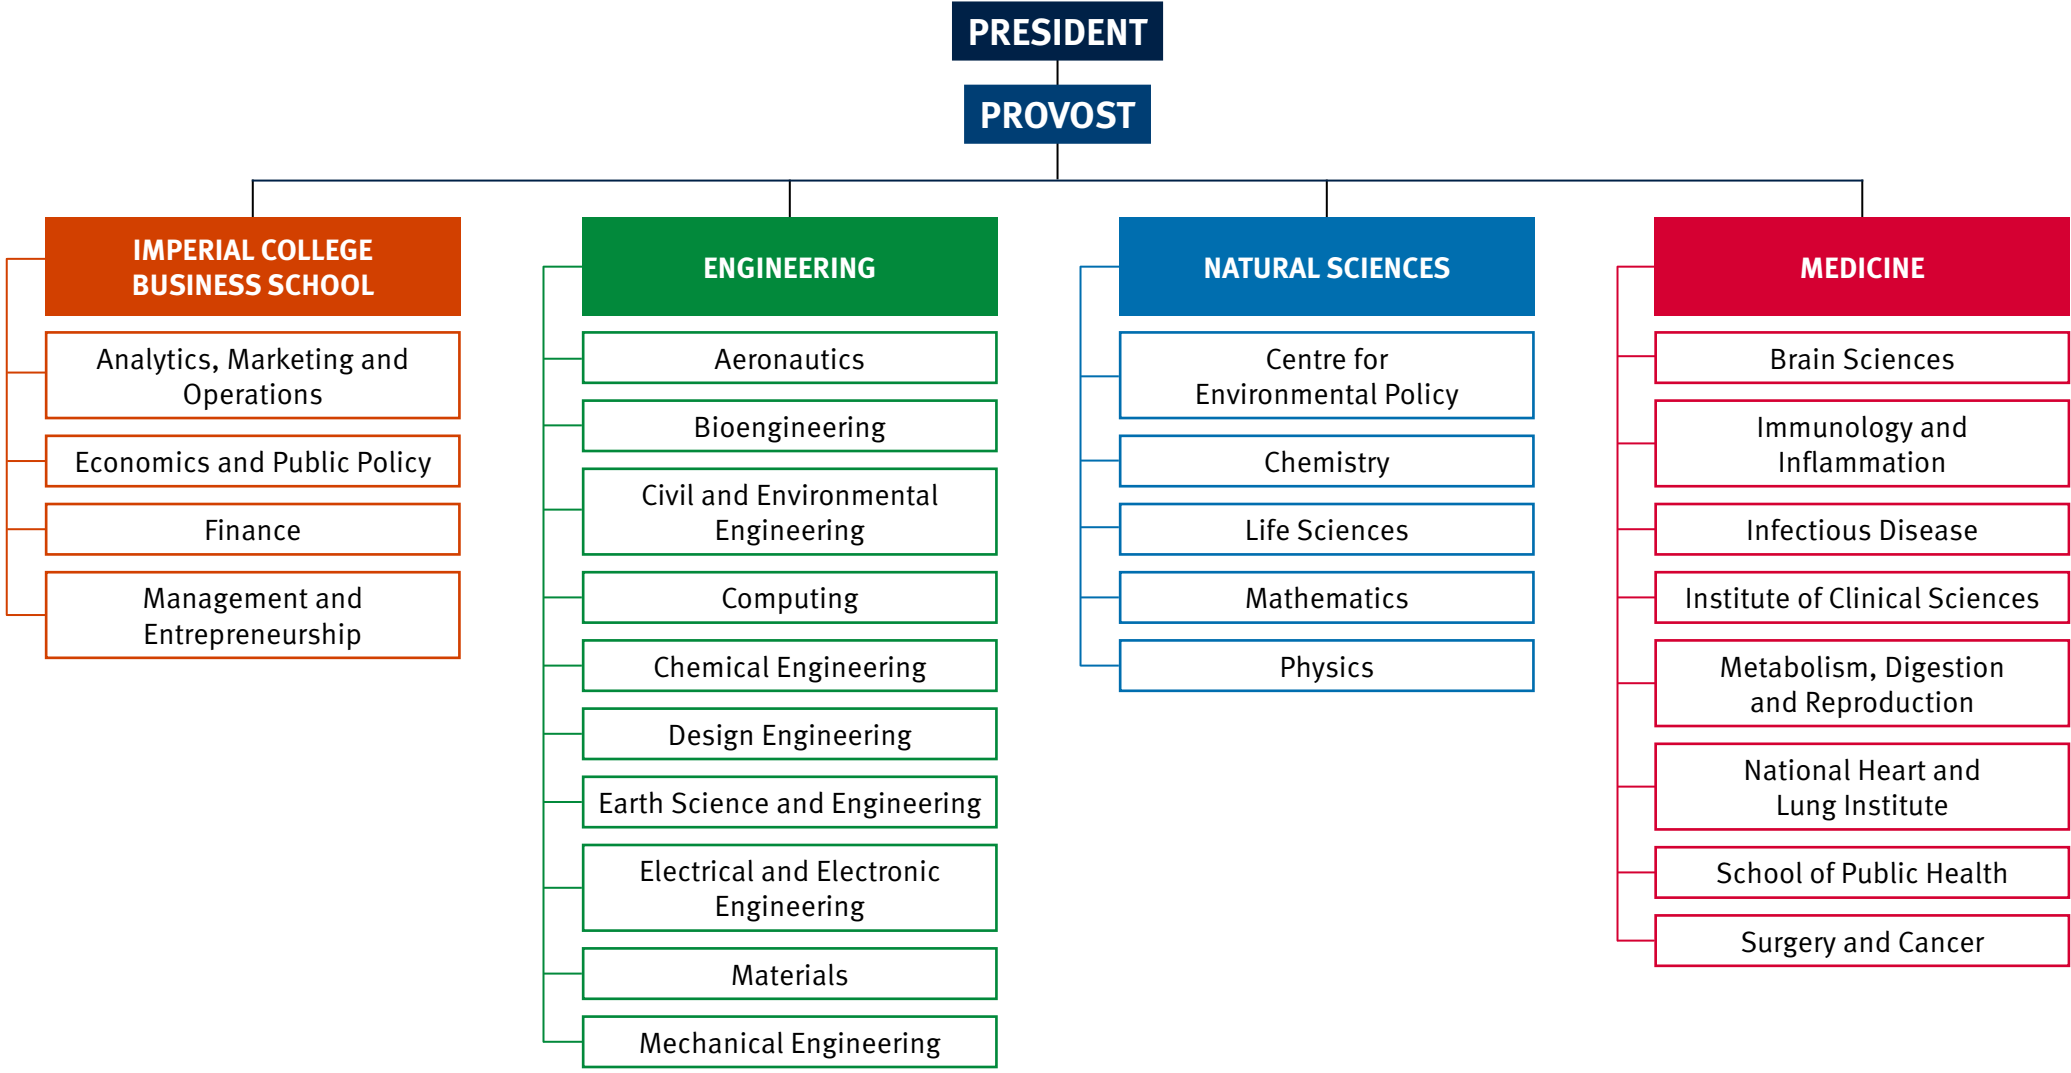 PRESIDENT
PROVOST
IMPERIAL COLLEGE
BUSINESS SCHOOL
Analytics, Marketing and
Operations
Economics and Public Policy
Finance
Management and
Entrepreneurship
ENGINEERING
Aeronautics
Bioengineering
Civil and Environmental
Engineering
Computing
Chemical Engineering
Design Engineering
Earth Science and Engineering
Electrical and Electronic
Engineering
Materials
Mechanical Engineering
NATURAL SCIENCES
Centre for
Environmental Policy
Chemistry
Life Sciences
Mathematics
Physics
MEDICINE
Brain Sciences
Immunology and
Inflammation
Infectious Disease
Institute of Clinical Sciences
Metabolism, Digestion
and Reproduction
National Heart and
Lung Institute
School of Public Health
Surgery and Cancer